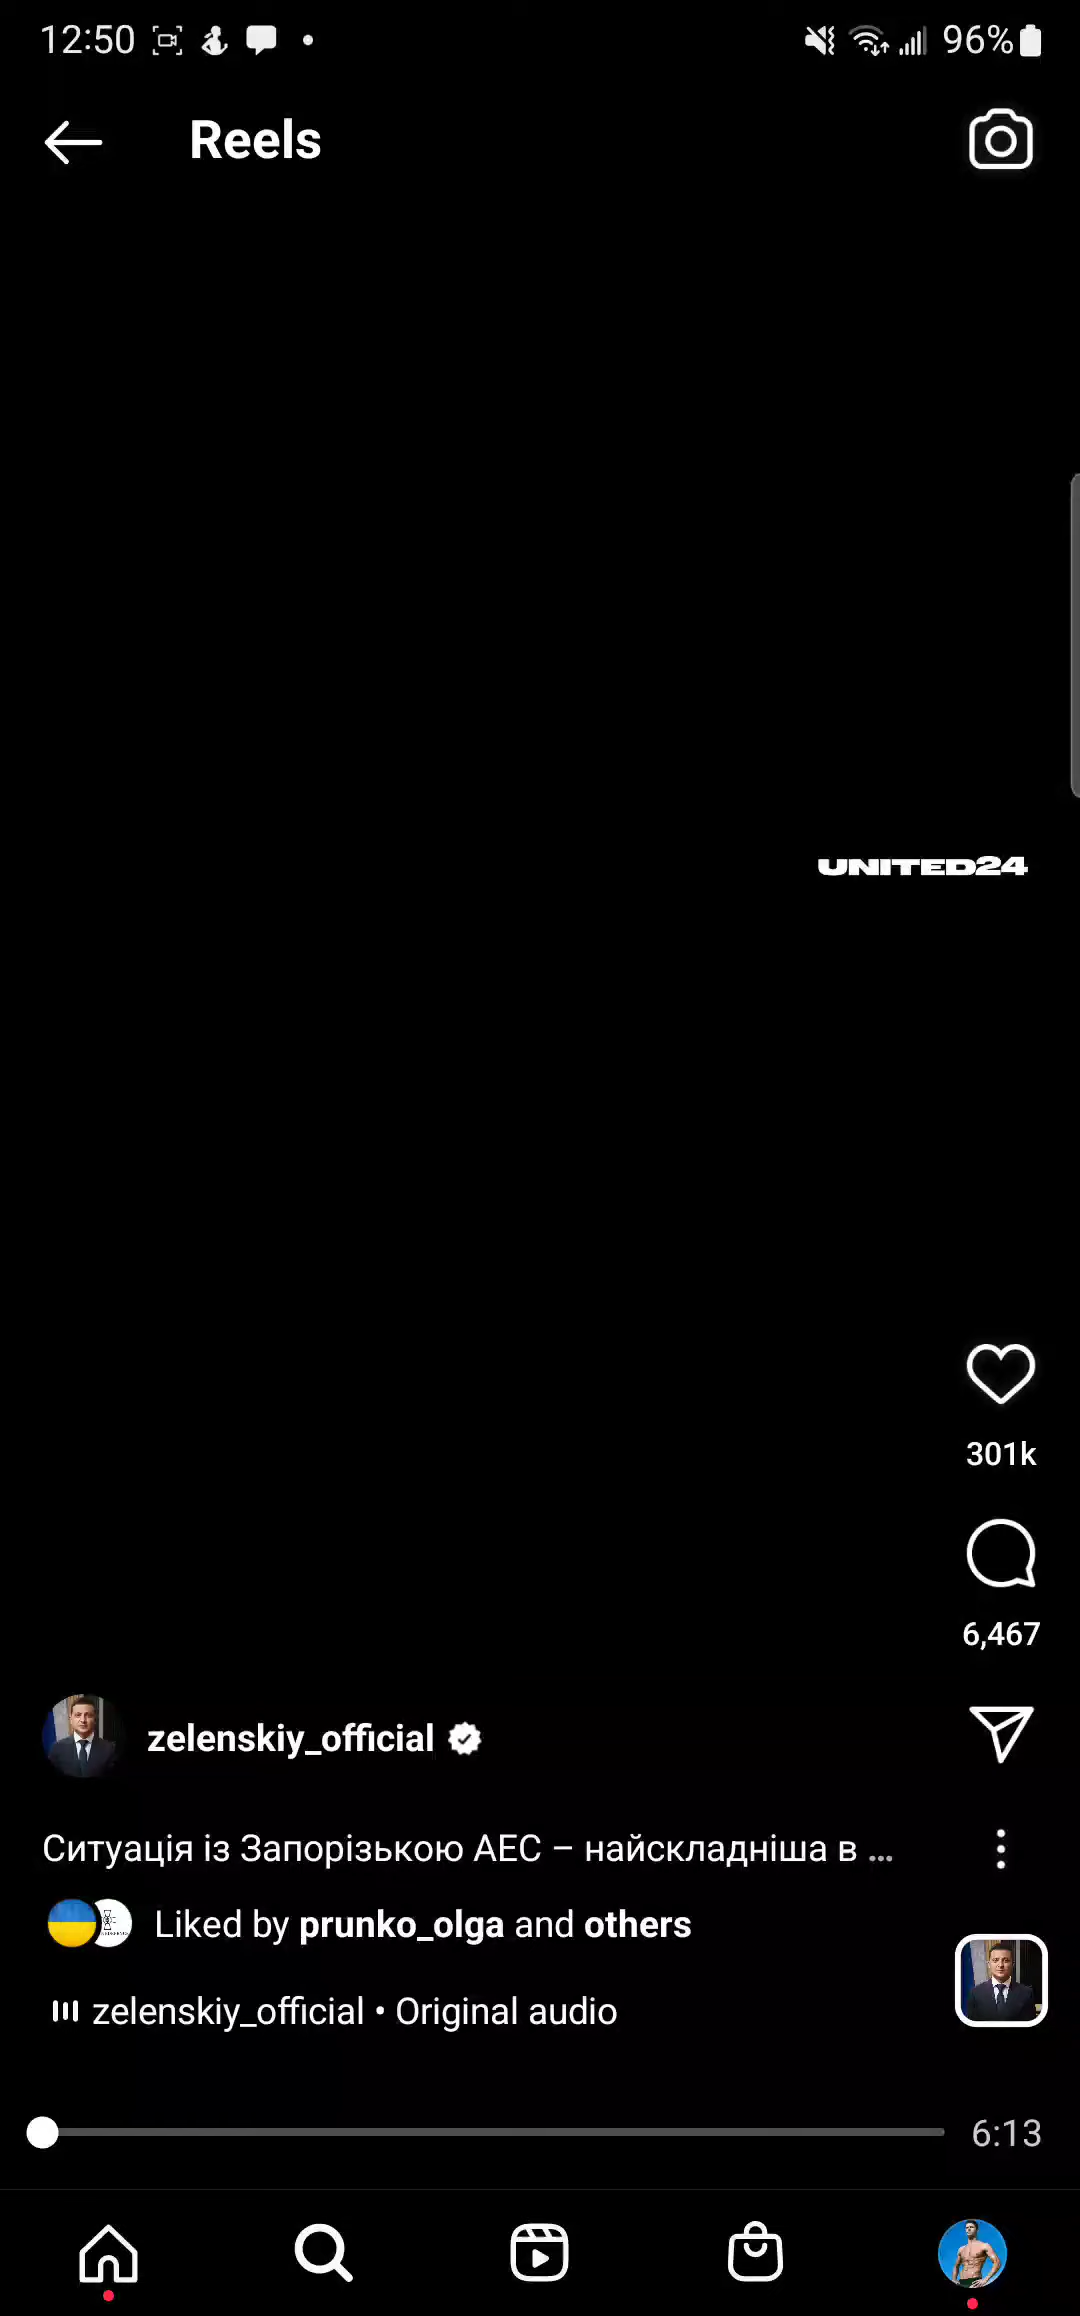 12:50
96%
Reels
UNITED24
301k
6,467
zelenskiy_official
Ситуація із Запорізькою АЕС – найскладніша в ...
Liked by prunko_olga and others
zelenskiy_official • Original audio
6:13